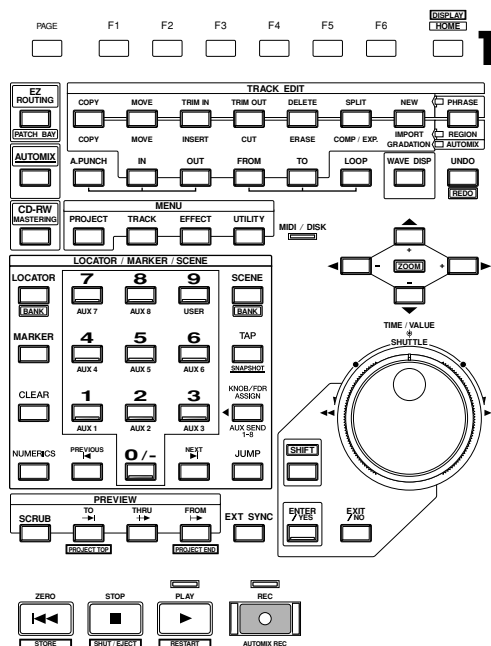 PAGE F1 F2 F3 F4 F5 F6 DISPLAY
HOME
1
EZ
ROUTING
PATCH BAY
AUTOMIX
CD-RW
MASTERING
TRACK EDIT
COPY MOVE TRIM IN TRIM OUT DELETE SPLIT NEW PHRASE
COPY MOVE INSERT CUT ERASE COMP / EXP. IMPORT REGION
GRADATION AUTOMIX
A.PUNCH IN OUT FROM TO LOOP WAVE DISP UNDO
REDO
MENU
PROJECT TRACK EFFECT UTILITY
MIDI / DISK
LOCATOR / MARKER / SCENE
LOCATOR 7 8 9 SCENE
BANK AUX 7 AUX 8 USER BANK
MARKER 4 5 6 TAP
AUX 4 AUX 5 AUX 6 SNAPSHOT
CLEAR 1 2 3 KNOB/FDR
ASSIGN
AUX 1 AUX 2 AUX 3 AUX SEND
1-8
NUMERICS PREVIOUS 0/- NEXT JUMP
+
- ZOOM +
-
TIME / VALUE
SHUTTLE
SHIFT
ENTER
/YES
EXIT
/NO
PREVIEW
SCRUB TO THRU FROM EXT SYNC
PROJECT TOP PROJECT END
ZERO STOP PLAY REC
STORE SHUT / EJECT RESTART AUTOMIX REC